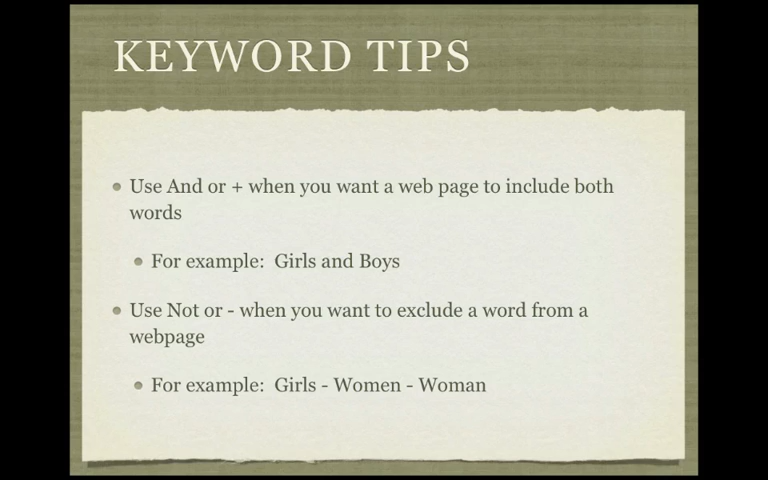 KEYWORD TIPS
Use And or + when you want a web page to include both
words
For example:  Girls and Boys
Use Not or - when you want to exclude a word from a
webpage
For example:  Girls - Women - Woman